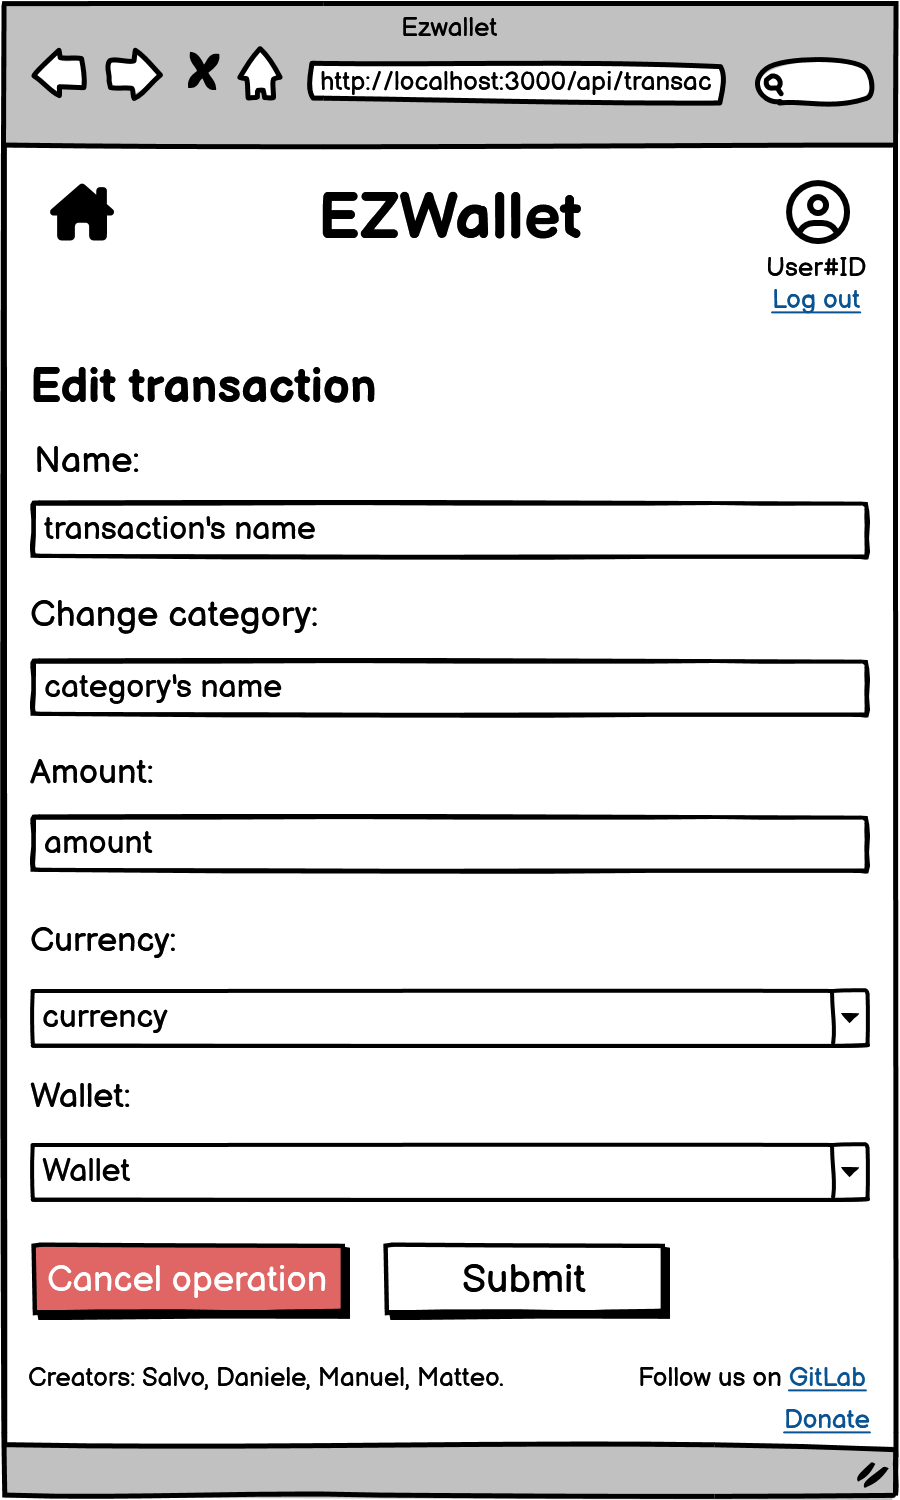 Ezwallet
http://localhost:3000/api/transac
EZWallet
User#ID
Log out
Edit transaction
Name:
transaction's name
Change category:
category's name
Amount:
amount
Currency:
currency
Wallet:
Wallet
Cancel operation
Submit
Creators: Salvo, Daniele, Manuel, Matteo.
Follow us on GitLab
Donate